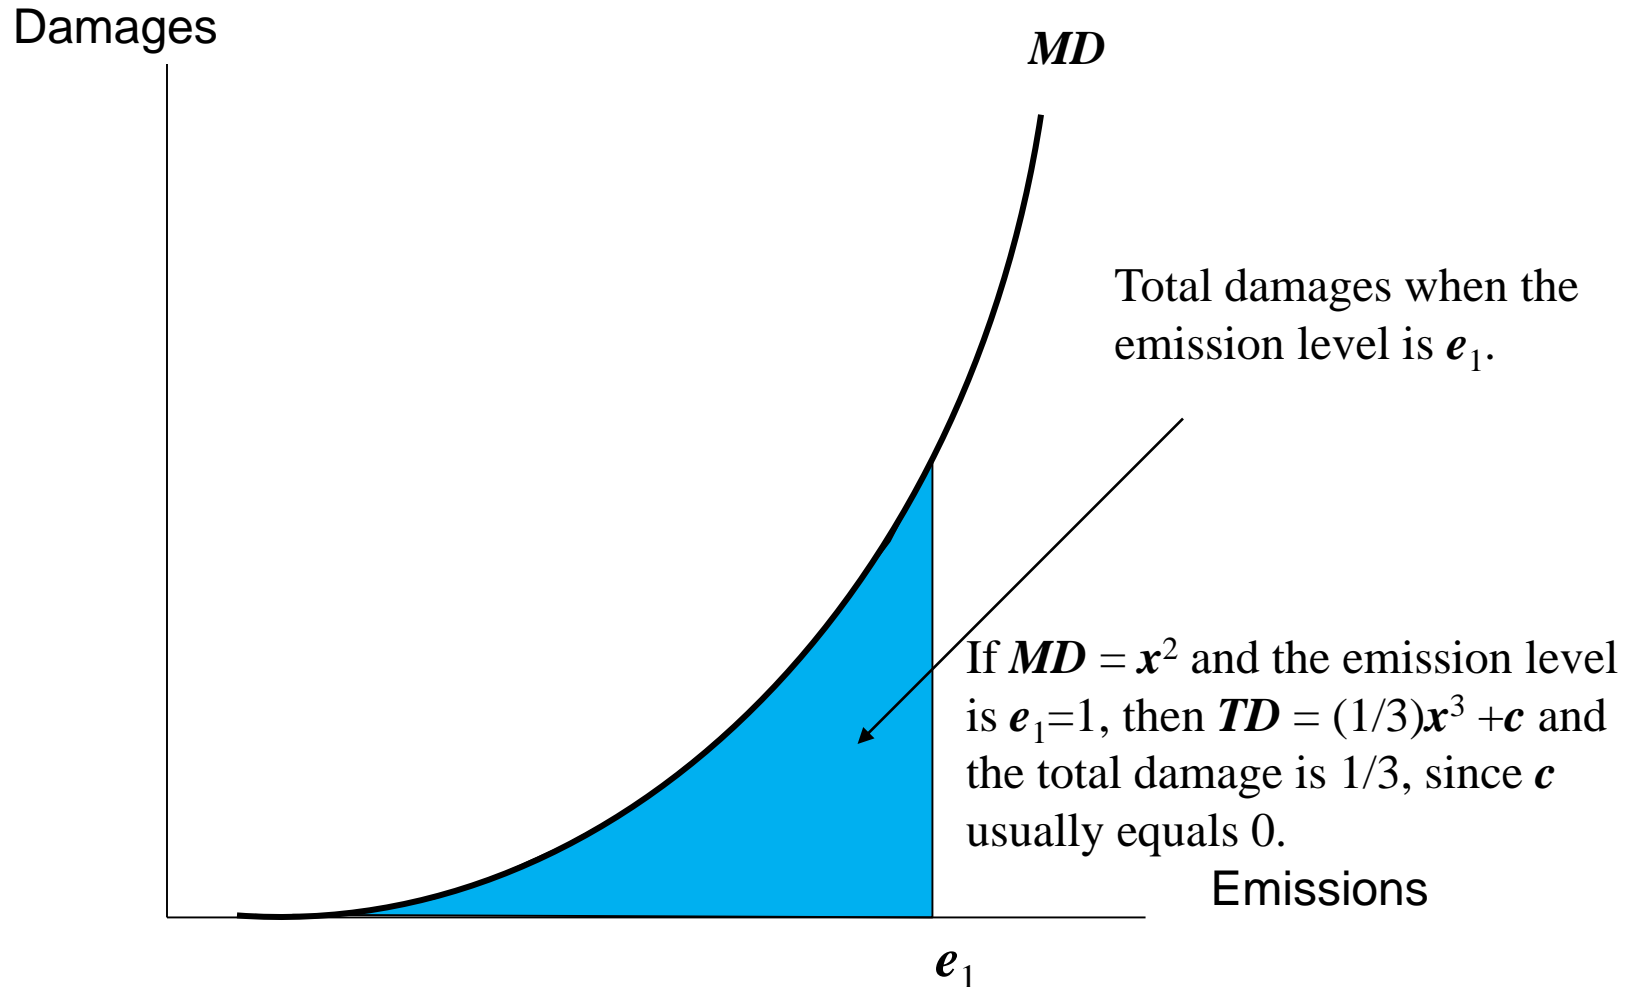 Damages
MD
Total damages when the
emission level is e₁.
If MD = x² and the emission level
is e₁=1, then TD = (1/3)x³ +c and
the total damage is 1/3, since c
usually equals 0.
Emissions
e₁